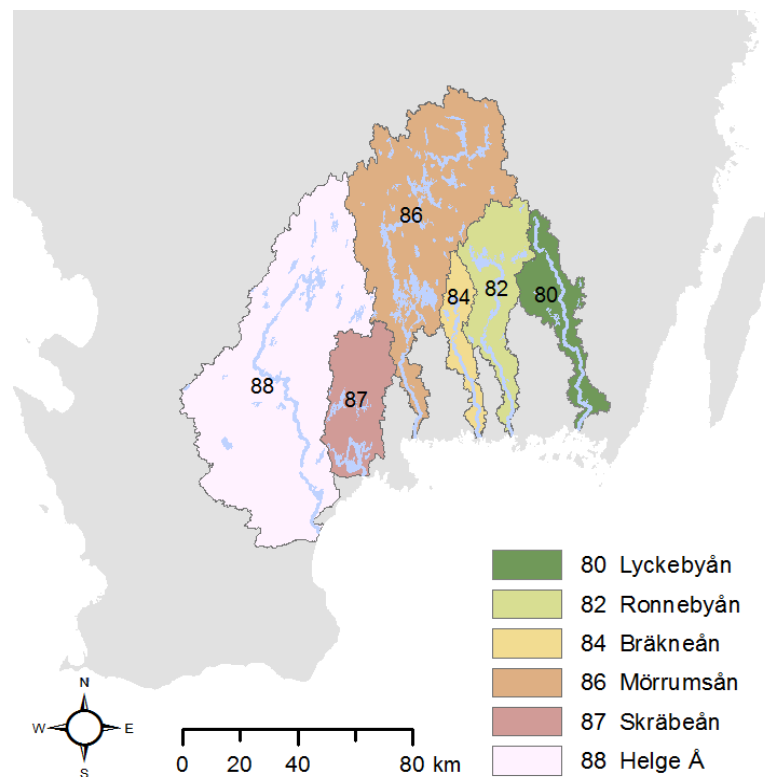 86
84
82
80
88
87
80 Lyckebyån
82 Ronnebyån
84 Bräkneån
86 Mörrumsån
87 Skräbeån
88 Helge Å
N
W E
S
0 20 40 80 km